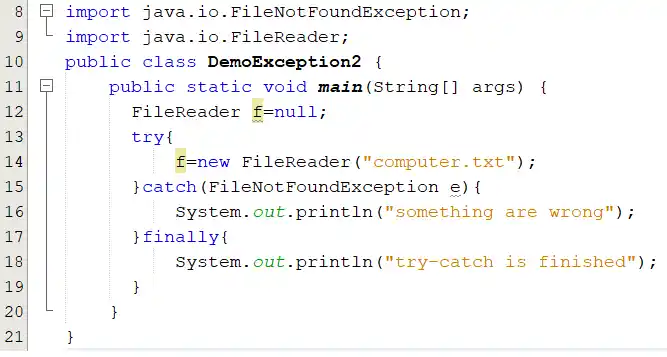 8 import java.io.FileNotFoundException;
9 import java.io.FileReader;
10 public class DemoException2 {
11 public static void main(String[] args) {
12 FileReader f=null;
13 try{
14 f=new FileReader("computer.txt");
15 }catch(FileNotFoundException e){
16 System.out.println("something are wrong");
17 }finally{
18 System.out.println("try-catch is finished");
19 }
20 }
21 }